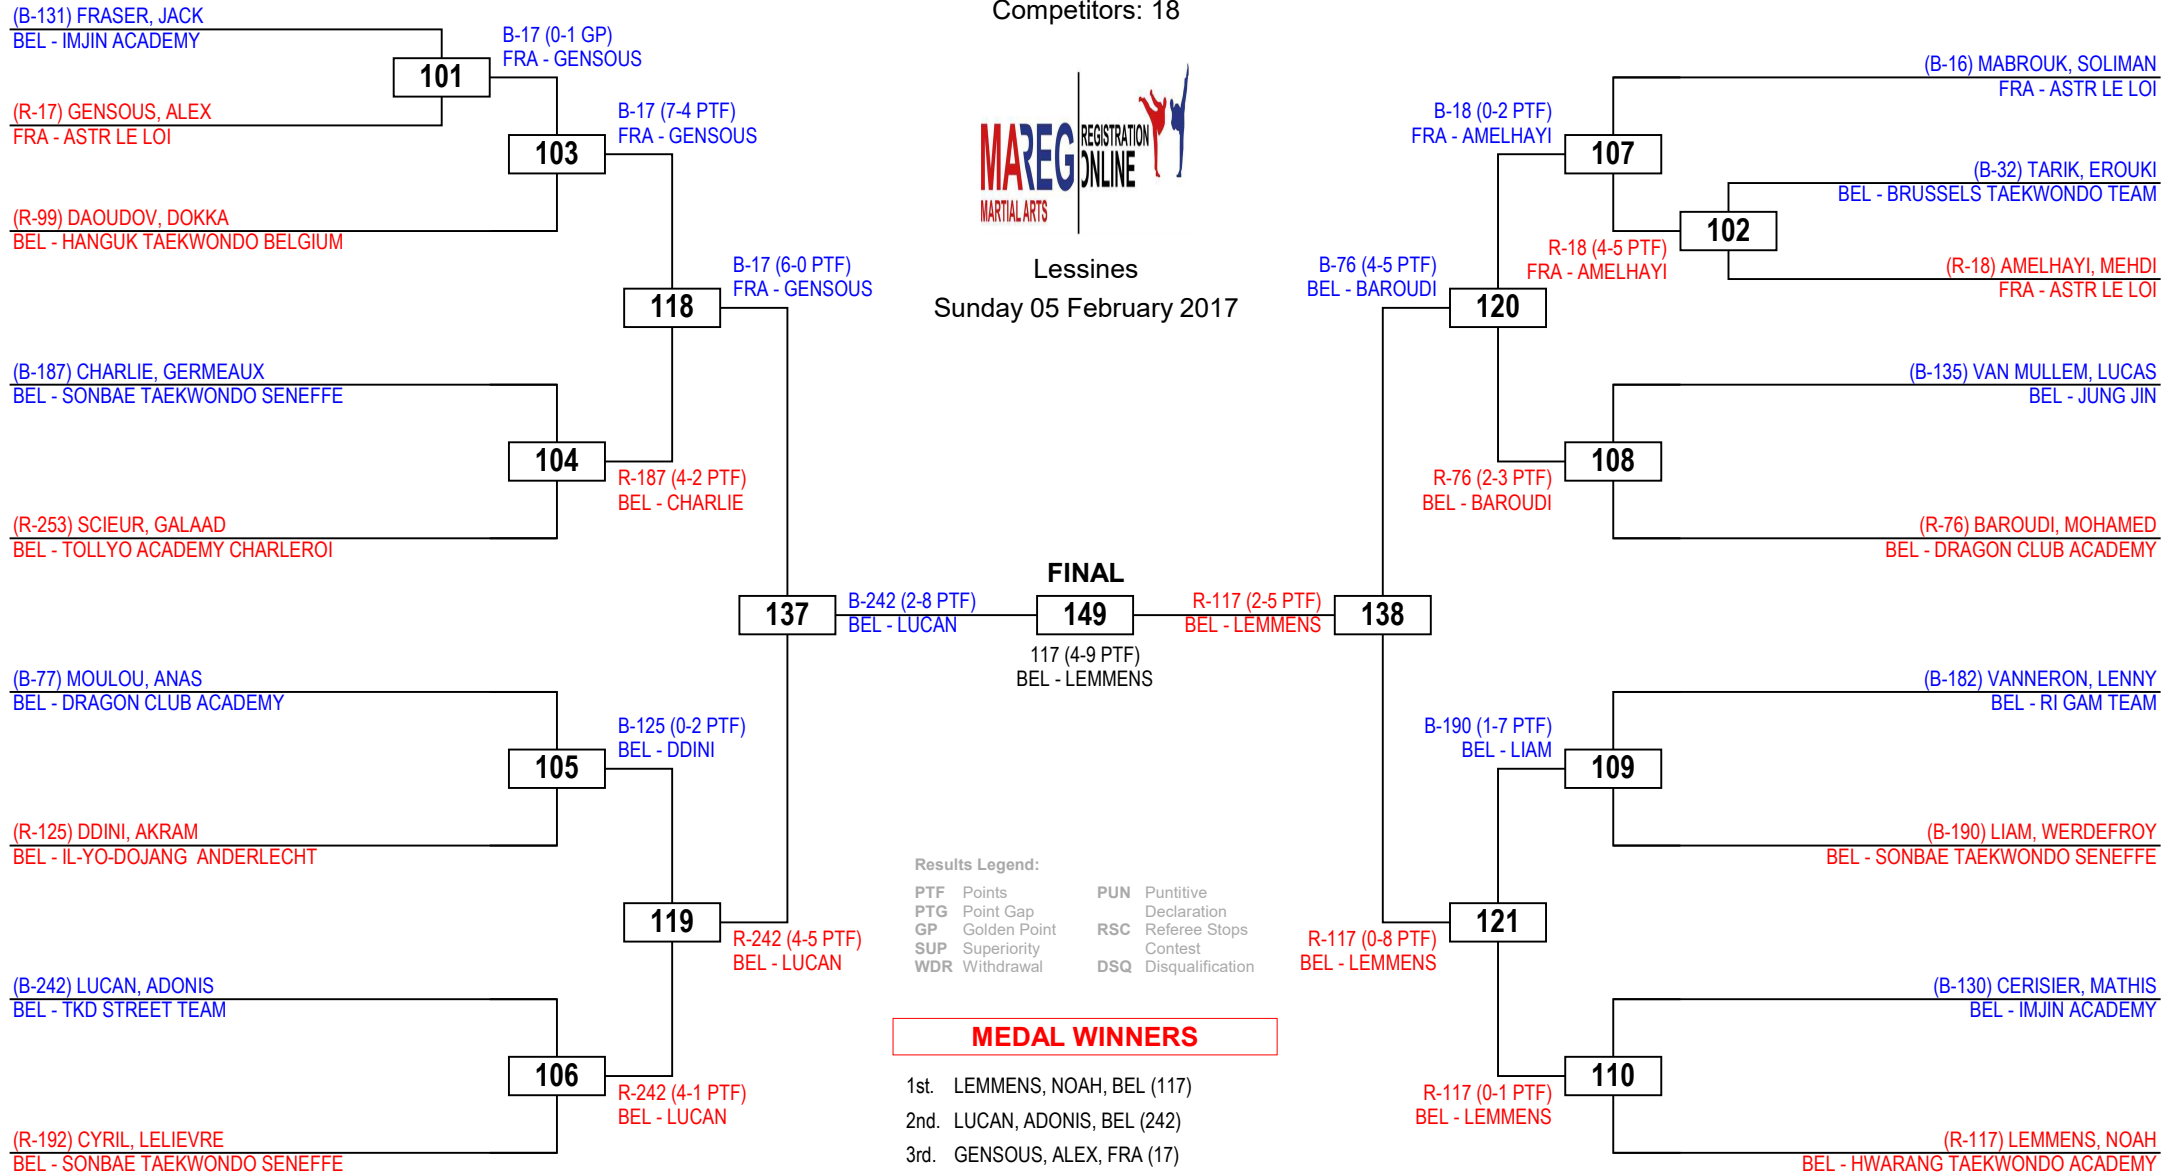 Competitors: 18
MAREG
REGISTRATION
ONLINE
MARTIAL ARTS
Lessines
Sunday 05 February 2017
(B-131) FRASER, JACK
BEL - IMJIN ACADEMY
101
(R-17) GENSOUS, ALEX
FRA - ASTR LE LOI
B-17 (0-1 GP)
FRA - GENSOUS
103
(R-99) DAOUDOV, DOKKA
BEL - HANGUK TAEKWONDO BELGIUM
B-17 (7-4 PTF)
FRA - GENSOUS
118
(B-187) CHARLIE, GERMEAUX
BEL - SONBAE TAEKWONDO SENEFFE
104
(R-253) SCIEUR, GALAAD
BEL - TOLLYO ACADEMY CHARLEROI
R-187 (4-2 PTF)
BEL - CHARLIE
B-17 (6-0 PTF)
FRA - GENSOUS
137
(B-77) MOULOU, ANAS
BEL - DRAGON CLUB ACADEMY
105
(R-125) DDINI, AKRAM
BEL - IL-YO-DOJANG  ANDERLECHT
B-125 (0-2 PTF)
BEL - DDINI
119
(B-242) LUCAN, ADONIS
BEL - TKD STREET TEAM
106
(R-192) CYRIL, LELIEVRE
BEL - SONBAE TAEKWONDO SENEFFE
R-242 (4-1 PTF)
BEL - LUCAN
R-242 (4-5 PTF)
BEL - LUCAN
B-242 (2-8 PTF)
BEL - LUCAN
FINAL
149
117 (4-9 PTF)
BEL - LEMMENS
R-117 (2-5 PTF)
BEL - LEMMENS
138
(B-16) MABROUK, SOLIMAN
FRA - ASTR LE LOI
B-18 (0-2 PTF)
FRA - AMELHAYI
107
(B-32) TARIK, EROUKI
BEL - BRUSSELS TAEKWONDO TEAM
102
R-18 (4-5 PTF)
FRA - AMELHAYI
(R-18) AMELHAYI, MEHDI
FRA - ASTR LE LOI
B-76 (4-5 PTF)
BEL - BAROUDI
120
(B-135) VAN MULLEM, LUCAS
BEL - JUNG JIN
108
R-76 (2-3 PTF)
BEL - BAROUDI
(R-76) BAROUDI, MOHAMED
BEL - DRAGON CLUB ACADEMY
(B-182) VANNERON, LENNY
BEL - RI GAM TEAM
B-190 (1-7 PTF)
BEL - LIAM
109
(B-190) LIAM, WERDEFROY
BEL - SONBAE TAEKWONDO SENEFFE
121
R-117 (0-8 PTF)
BEL - LEMMENS
(B-130) CERISIER, MATHIS
BEL - IMJIN ACADEMY
110
R-117 (0-1 PTF)
BEL - LEMMENS
(R-117) LEMMENS, NOAH
BEL - HWARANG TAEKWONDO ACADEMY
Results Legend:
PTF Points
PTG Point Gap
GP Golden Point
SUP Superiority
WDR Withdrawal
PUN Puntitive
Declaration
RSC Referee Stops
Contest
DSQ Disqualification
MEDAL WINNERS
1st. LEMMENS, NOAH, BEL (117)
2nd. LUCAN, ADONIS, BEL (242)
3rd. GENSOUS, ALEX, FRA (17)